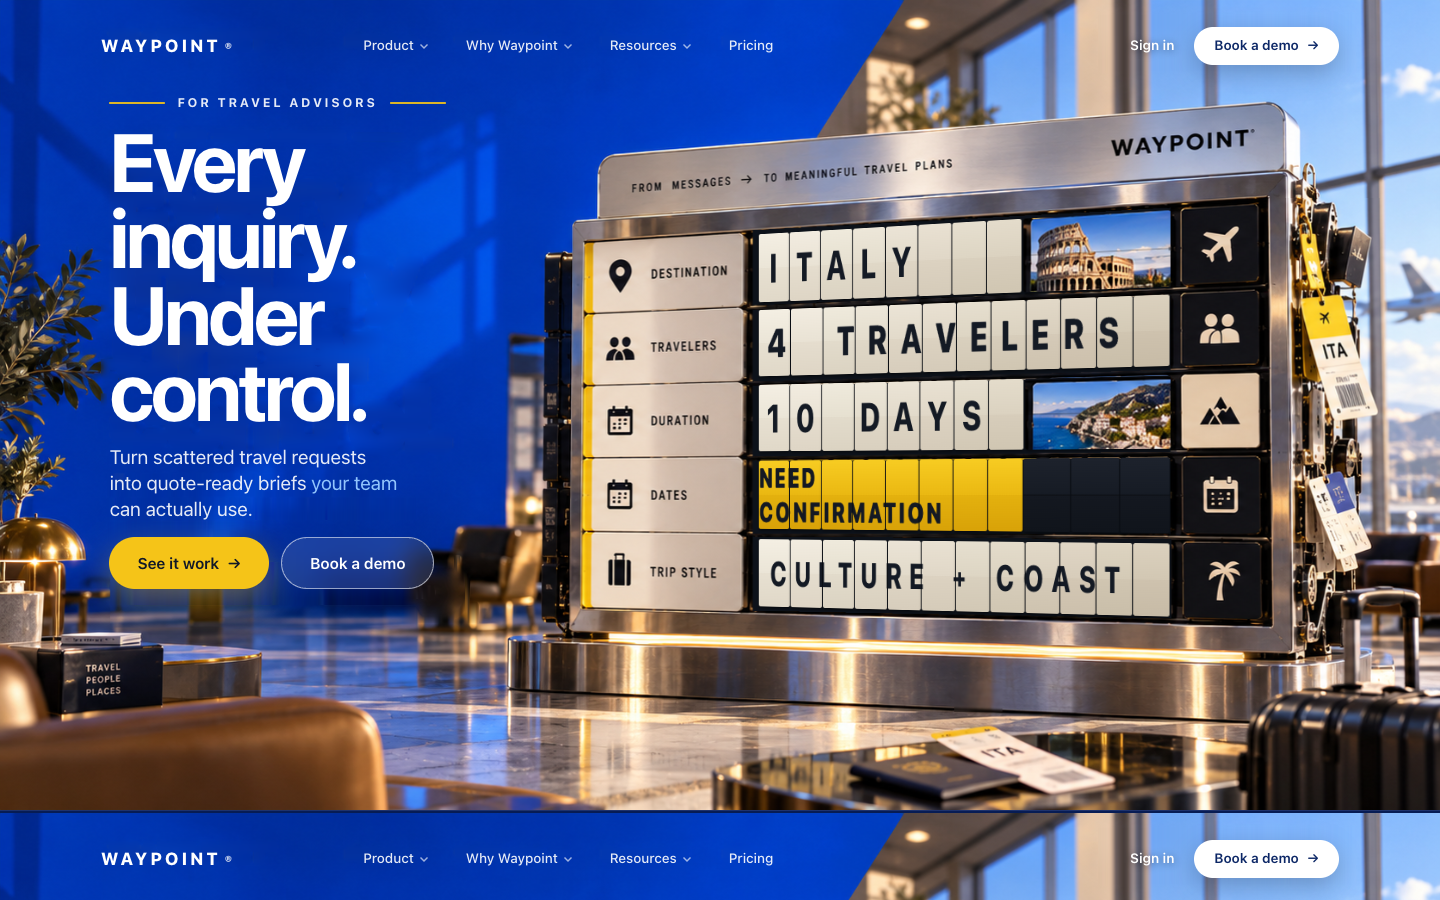 WAYPOINT®
Product
Why Waypoint
Resources
Pricing
Sign in
Book a demo →
FOR TRAVEL ADVISORS
Every
inquiry.
Under
control.
Turn scattered travel requests
into quote-ready briefs your team
can actually use.
See it work →
Book a demo
FROM MESSAGES → TO MEANINGFUL TRAVEL PLANS
WAYPOINT®
DESTINATION
ITALY
TRAVELERS
4 TRAVELERS
DURATION
10 DAYS
DATES
NEED
CONFIRMATION
TRIP STYLE
CULTURE + COAST
ITA
TRAVEL
PEOPLE
PLACES
ITA
WAYPOINT®
Product
Why Waypoint
Resources
Pricing
Sign in
Book a demo →